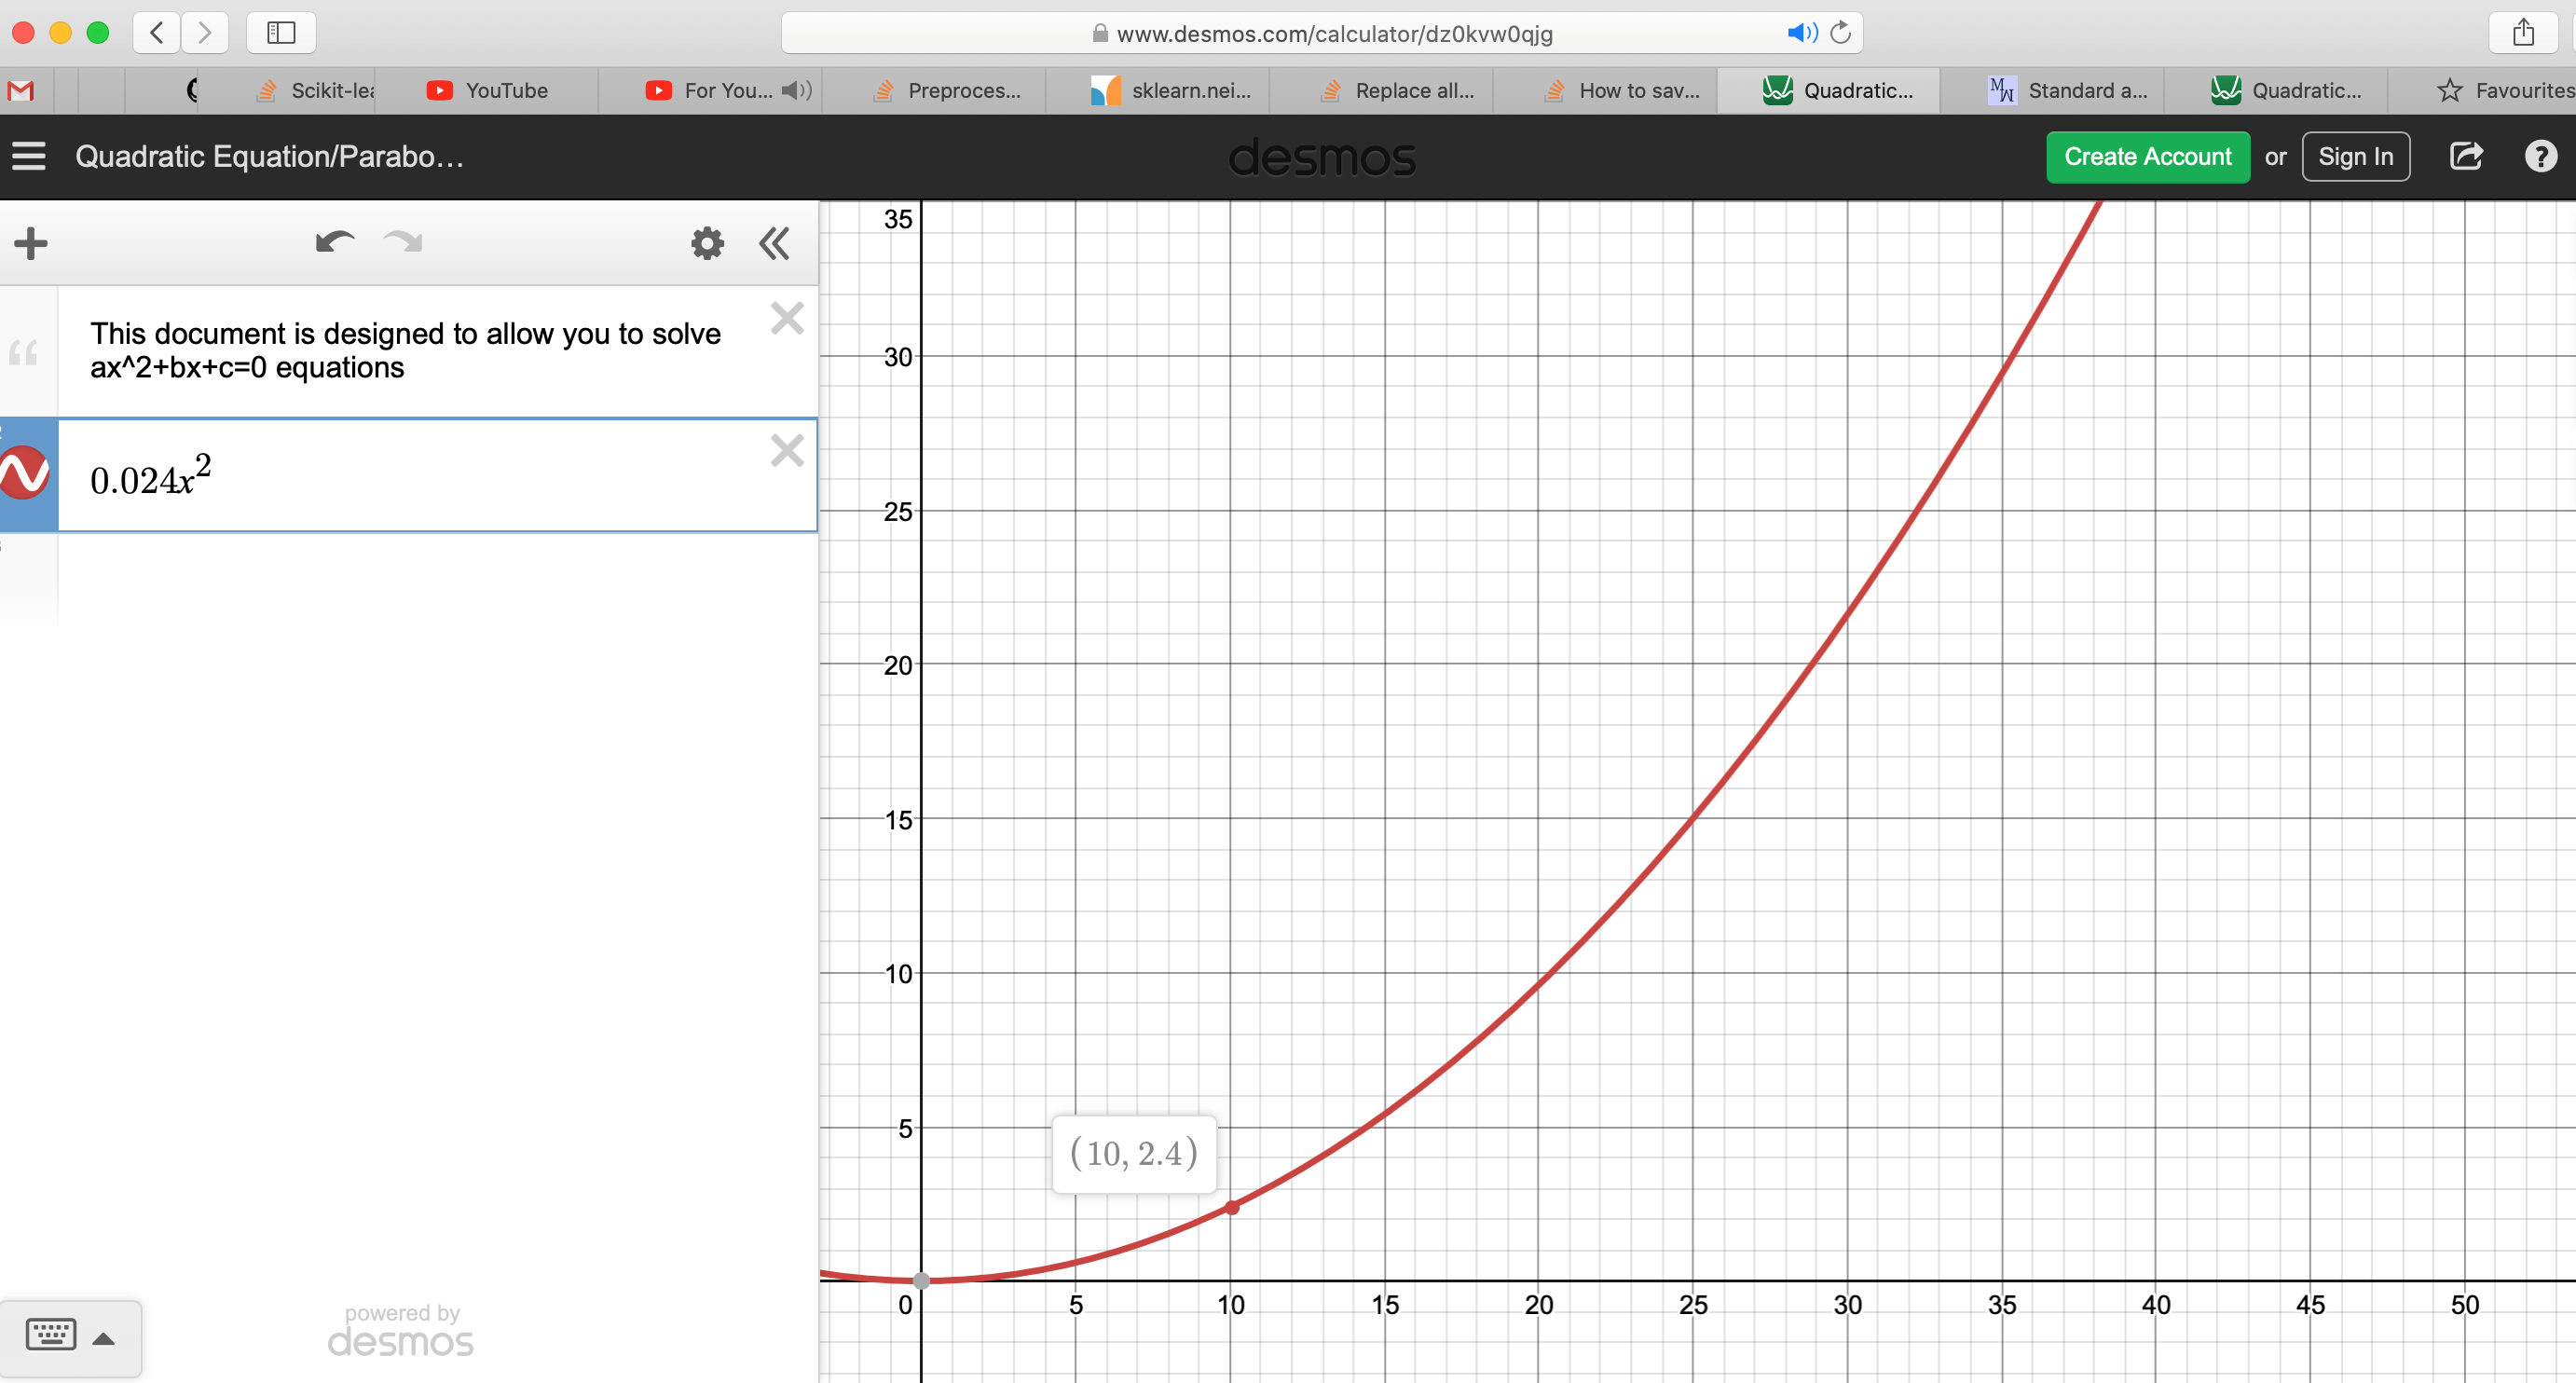 www.desmos.com/calculator/dz0kvw0qjg
Scikit-lea
YouTube
For You...
Preproces...
sklearn.nei...
Replace all...
How to sav...
Quadratic...
Standard a...
Quadratic...
Favourites
Quadratic Equation/Parabo...
desmos
Create Account
or
Sign In
This document is designed to allow you to solve
ax^2+bx+c=0 equations
0.024x²
35
30
25
20
15
10
5
(10, 2.4)
0
5
10
15
20
25
30
35
40
45
50
powered by
desmos